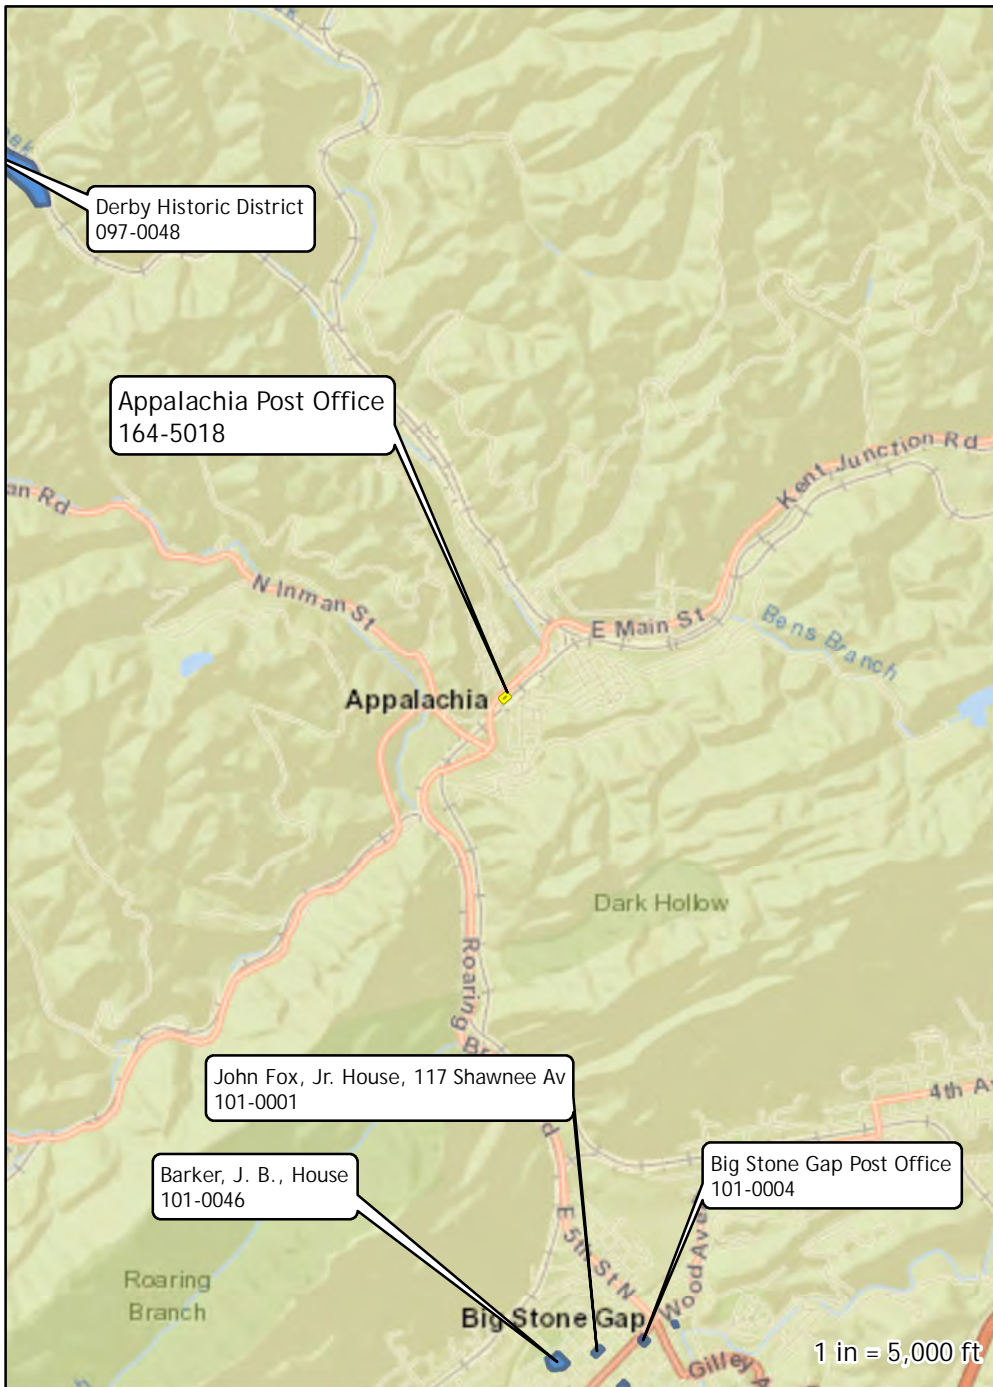 Derby Historic District
097-0048
Appalachia Post Office
164-5018
Kent Junction Rd
an Rd
N Inman St
E Main St
Bens Branch
Appalachia
Dark Hollow
Roaring
John Fox, Jr. House, 117 Shawnee Av
101-0001
4th Av
Barker, J. B., House
101-0046
Big Stone Gap Post Office
101-0004
E 5th St N
Wood Ave
Roaring
Branch
Big Stone Gap
1 in = 5,000 ft
Gilley A